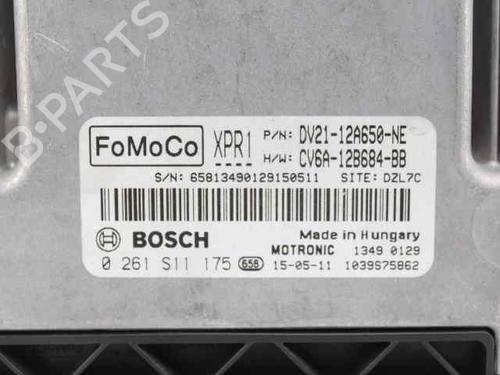 FoMoCo XPR1 P/N: DV21-12A650-NE
H/W: CV6A-12B684-BB
S/N: 65813490129150511 SITE: DZL7C
Made in Hungary
BOSCH MOTRONIC 1349 0129
0 261 S11 175 658 15-05-11 1039S75862